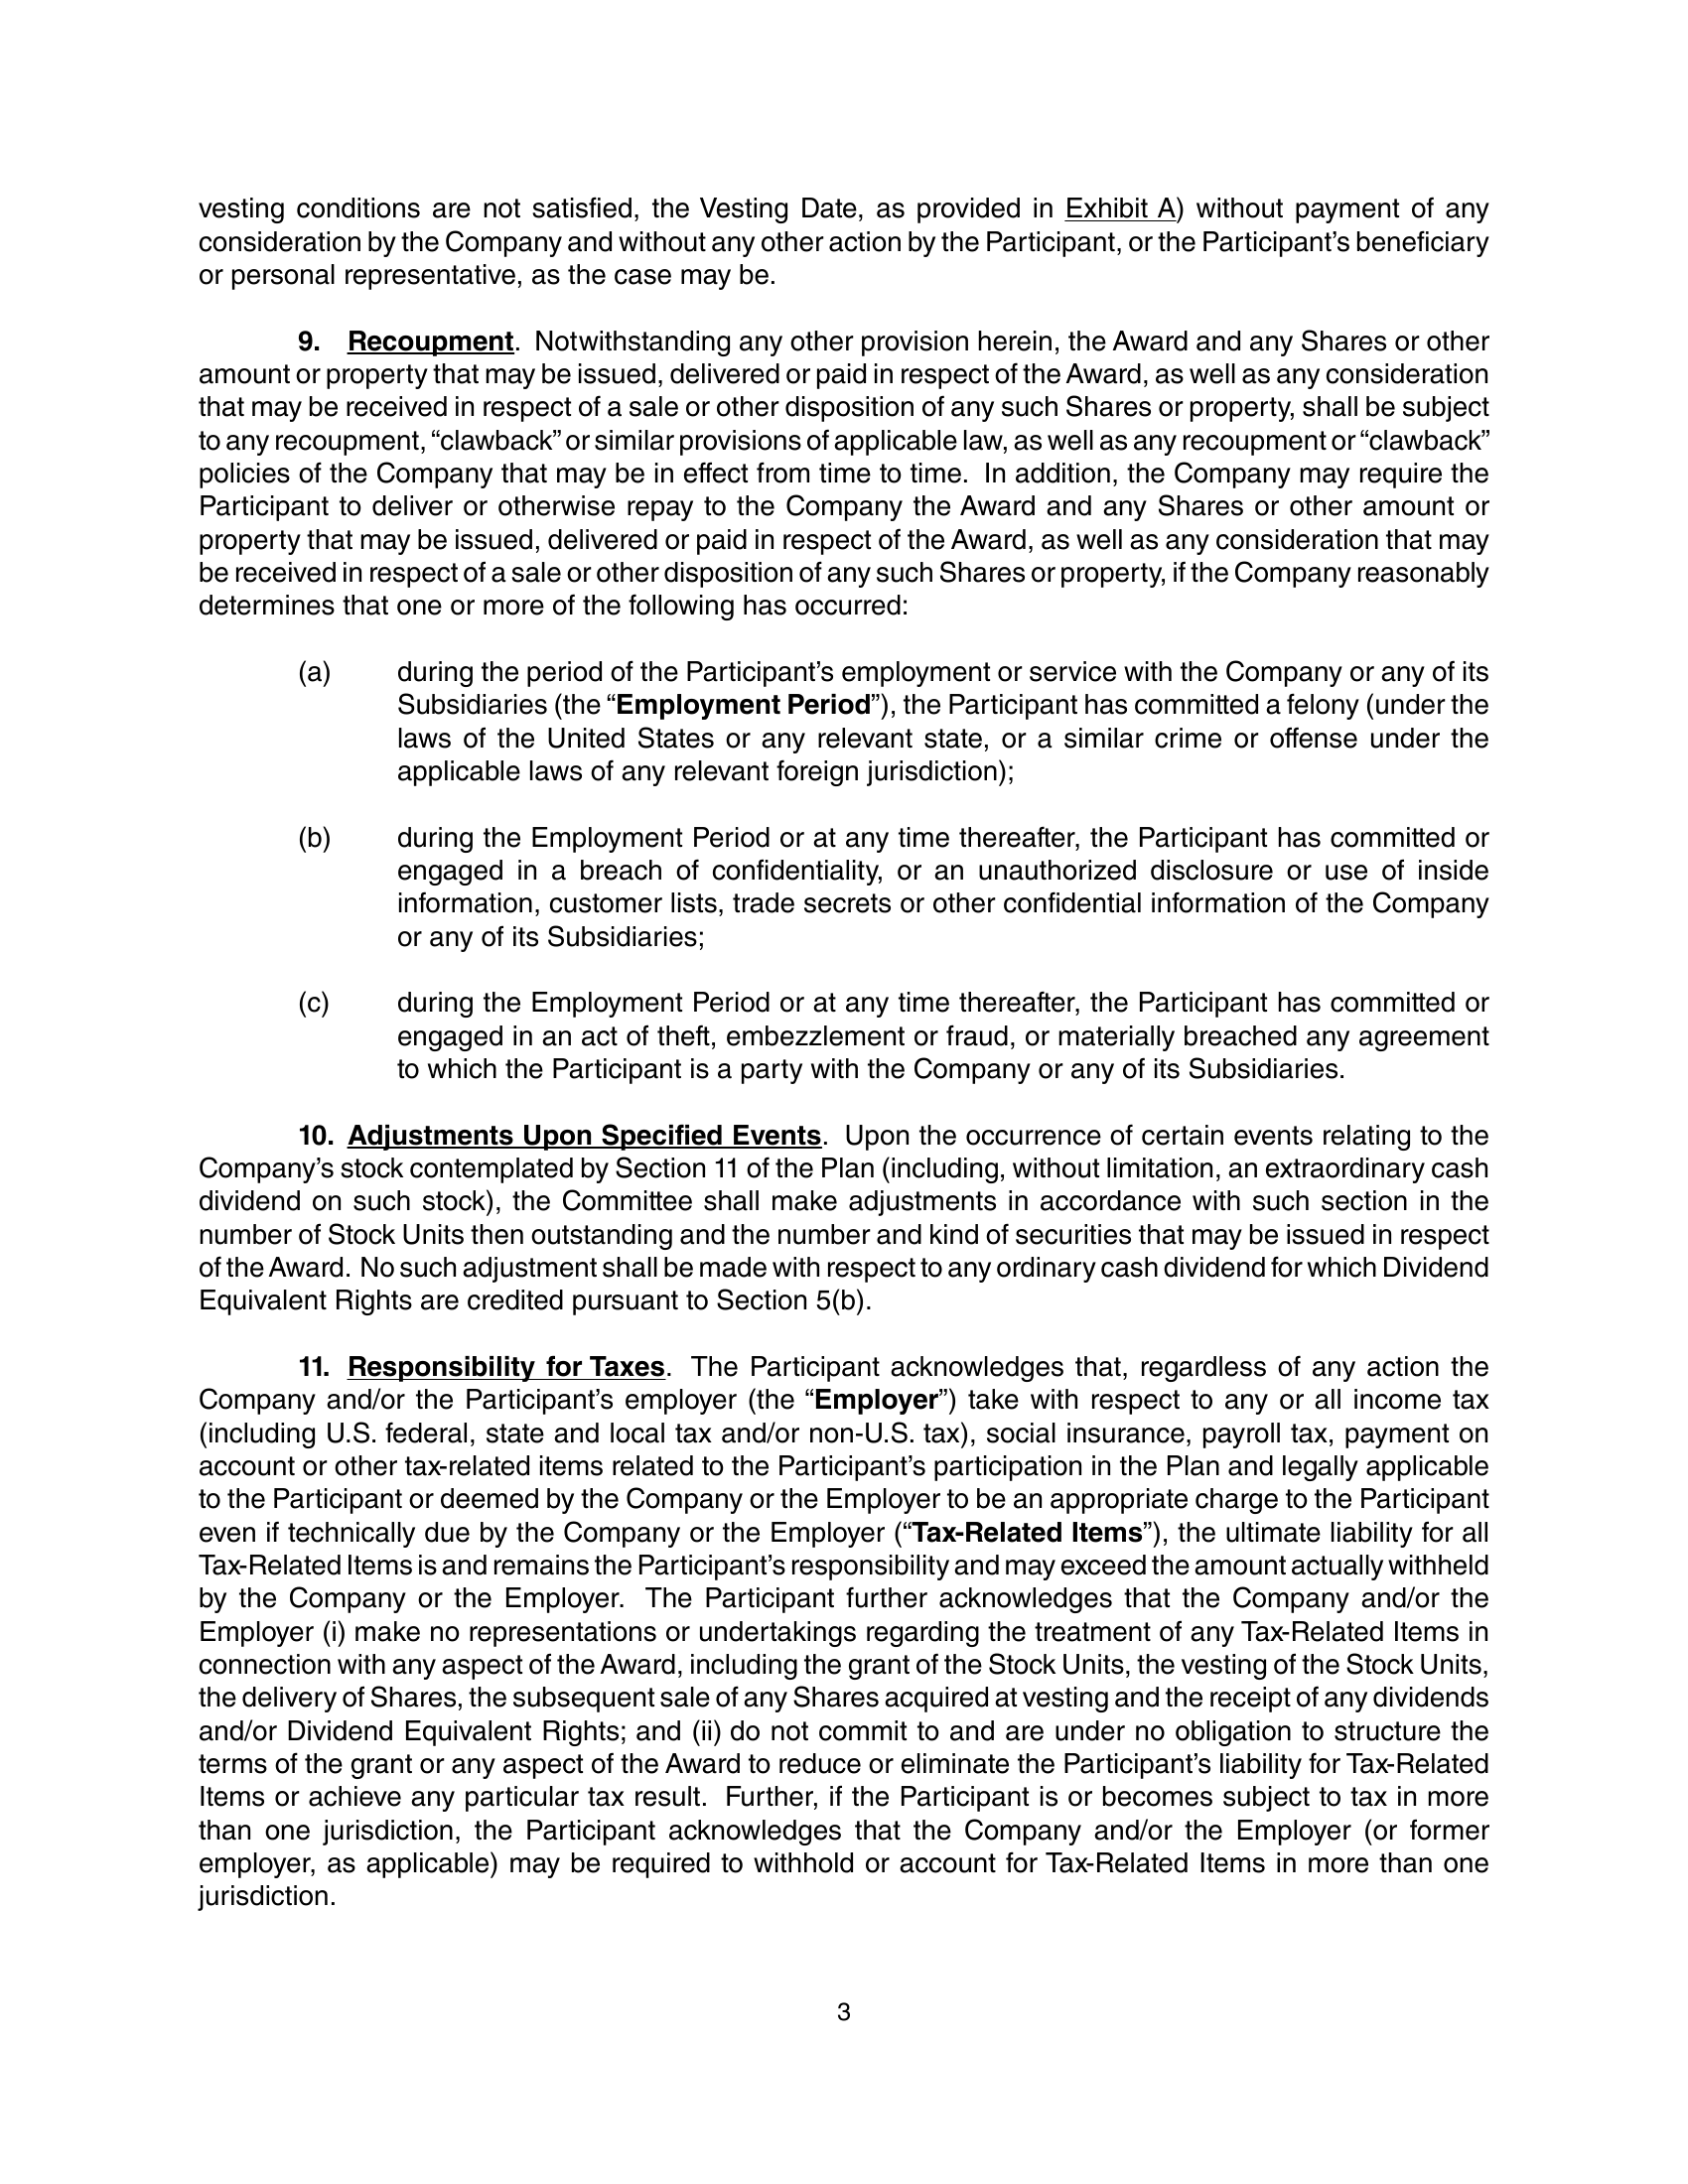 vesting conditions are not satisfied, the Vesting Date, as provided in Exhibit A) without payment of any
consideration by the Company and without any other action by the Participant, or the Participant’s beneficiary
or personal representative, as the case may be.
9. Recoupment. Notwithstanding any other provision herein, the Award and any Shares or other
amount or property that may be issued, delivered or paid in respect of the Award, as well as any consideration
that may be received in respect of a sale or other disposition of any such Shares or property, shall be subject
to any recoupment, “clawback” or similar provisions of applicable law, as well as any recoupment or “clawback”
policies of the Company that may be in effect from time to time. In addition, the Company may require the
Participant to deliver or otherwise repay to the Company the Award and any Shares or other amount or
property that may be issued, delivered or paid in respect of the Award, as well as any consideration that may
be received in respect of a sale or other disposition of any such Shares or property, if the Company reasonably
determines that one or more of the following has occurred:
(a) during the period of the Participant’s employment or service with the Company or any of its
Subsidiaries (the “Employment Period”), the Participant has committed a felony (under the
laws of the United States or any relevant state, or a similar crime or offense under the
applicable laws of any relevant foreign jurisdiction);
(b) during the Employment Period or at any time thereafter, the Participant has committed or
engaged in a breach of confidentiality, or an unauthorized disclosure or use of inside
information, customer lists, trade secrets or other confidential information of the Company
or any of its Subsidiaries;
(c) during the Employment Period or at any time thereafter, the Participant has committed or
engaged in an act of theft, embezzlement or fraud, or materially breached any agreement
to which the Participant is a party with the Company or any of its Subsidiaries.
10. Adjustments Upon Specified Events. Upon the occurrence of certain events relating to the
Company’s stock contemplated by Section 11 of the Plan (including, without limitation, an extraordinary cash
dividend on such stock), the Committee shall make adjustments in accordance with such section in the
number of Stock Units then outstanding and the number and kind of securities that may be issued in respect
of the Award. No such adjustment shall be made with respect to any ordinary cash dividend for which Dividend
Equivalent Rights are credited pursuant to Section 5(b).
11. Responsibility for Taxes. The Participant acknowledges that, regardless of any action the
Company and/or the Participant’s employer (the “Employer”) take with respect to any or all income tax
(including U.S. federal, state and local tax and/or non-U.S. tax), social insurance, payroll tax, payment on
account or other tax-related items related to the Participant’s participation in the Plan and legally applicable
to the Participant or deemed by the Company or the Employer to be an appropriate charge to the Participant
even if technically due by the Company or the Employer (“Tax-Related Items”), the ultimate liability for all
Tax-Related Items is and remains the Participant’s responsibility and may exceed the amount actually withheld
by the Company or the Employer. The Participant further acknowledges that the Company and/or the
Employer (i) make no representations or undertakings regarding the treatment of any Tax-Related Items in
connection with any aspect of the Award, including the grant of the Stock Units, the vesting of the Stock Units,
the delivery of Shares, the subsequent sale of any Shares acquired at vesting and the receipt of any dividends
and/or Dividend Equivalent Rights; and (ii) do not commit to and are under no obligation to structure the
terms of the grant or any aspect of the Award to reduce or eliminate the Participant’s liability for Tax-Related
Items or achieve any particular tax result. Further, if the Participant is or becomes subject to tax in more
than one jurisdiction, the Participant acknowledges that the Company and/or the Employer (or former
employer, as applicable) may be required to withhold or account for Tax-Related Items in more than one
jurisdiction.
3